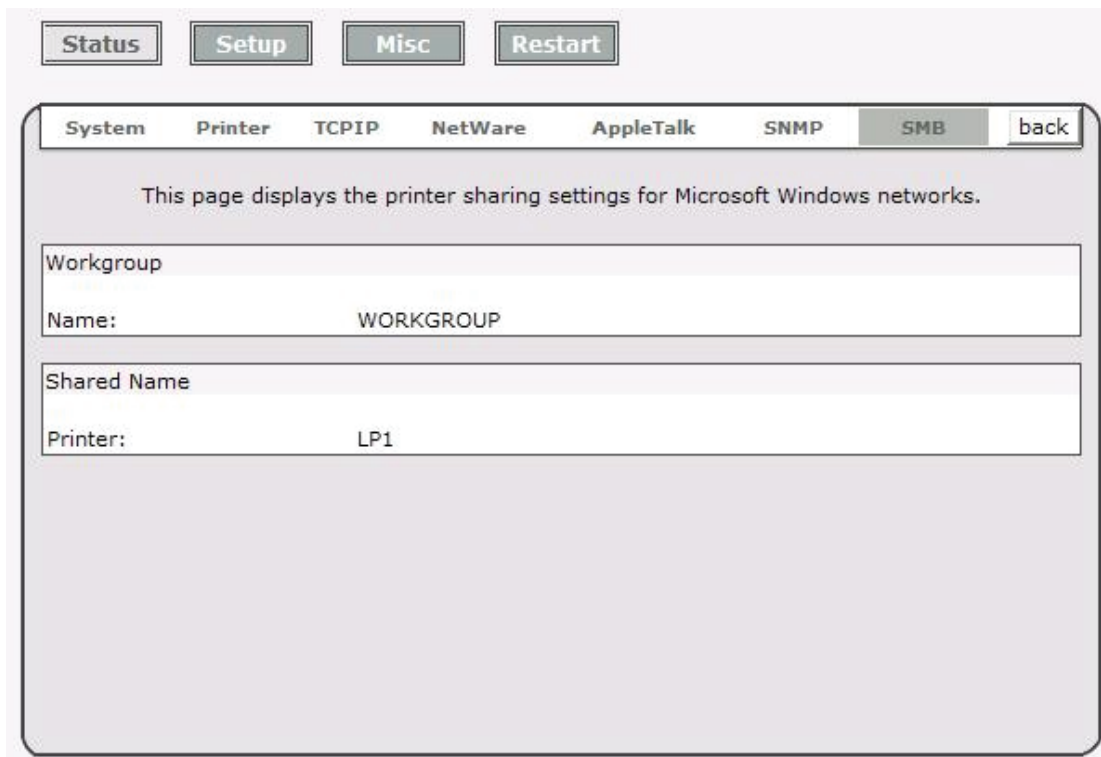 Status Setup Misc Restart
System Printer TCPIP NetWare AppleTalk SNMP SMB back
This page displays the printer sharing settings for Microsoft Windows networks.
Workgroup
Name: WORKGROUP
Shared Name
Printer: LP1